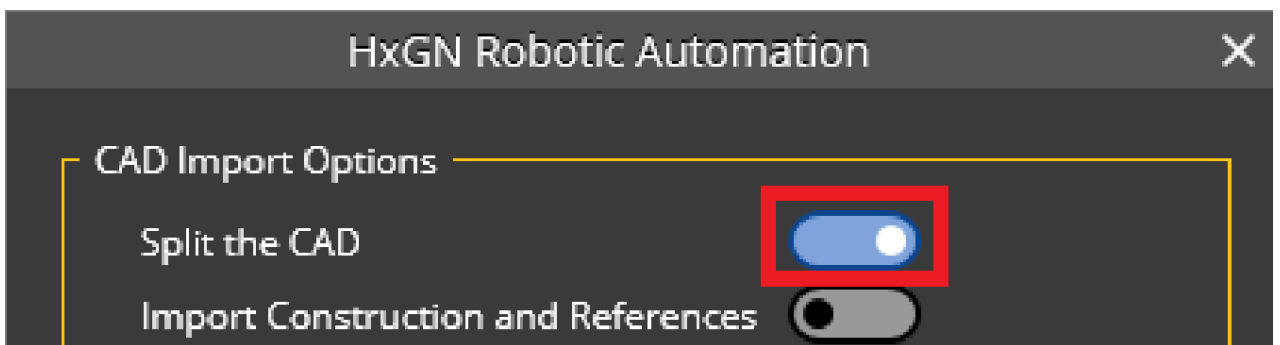 HxGN Robotic Automation
CAD Import Options
Split the CAD
Import Construction and References